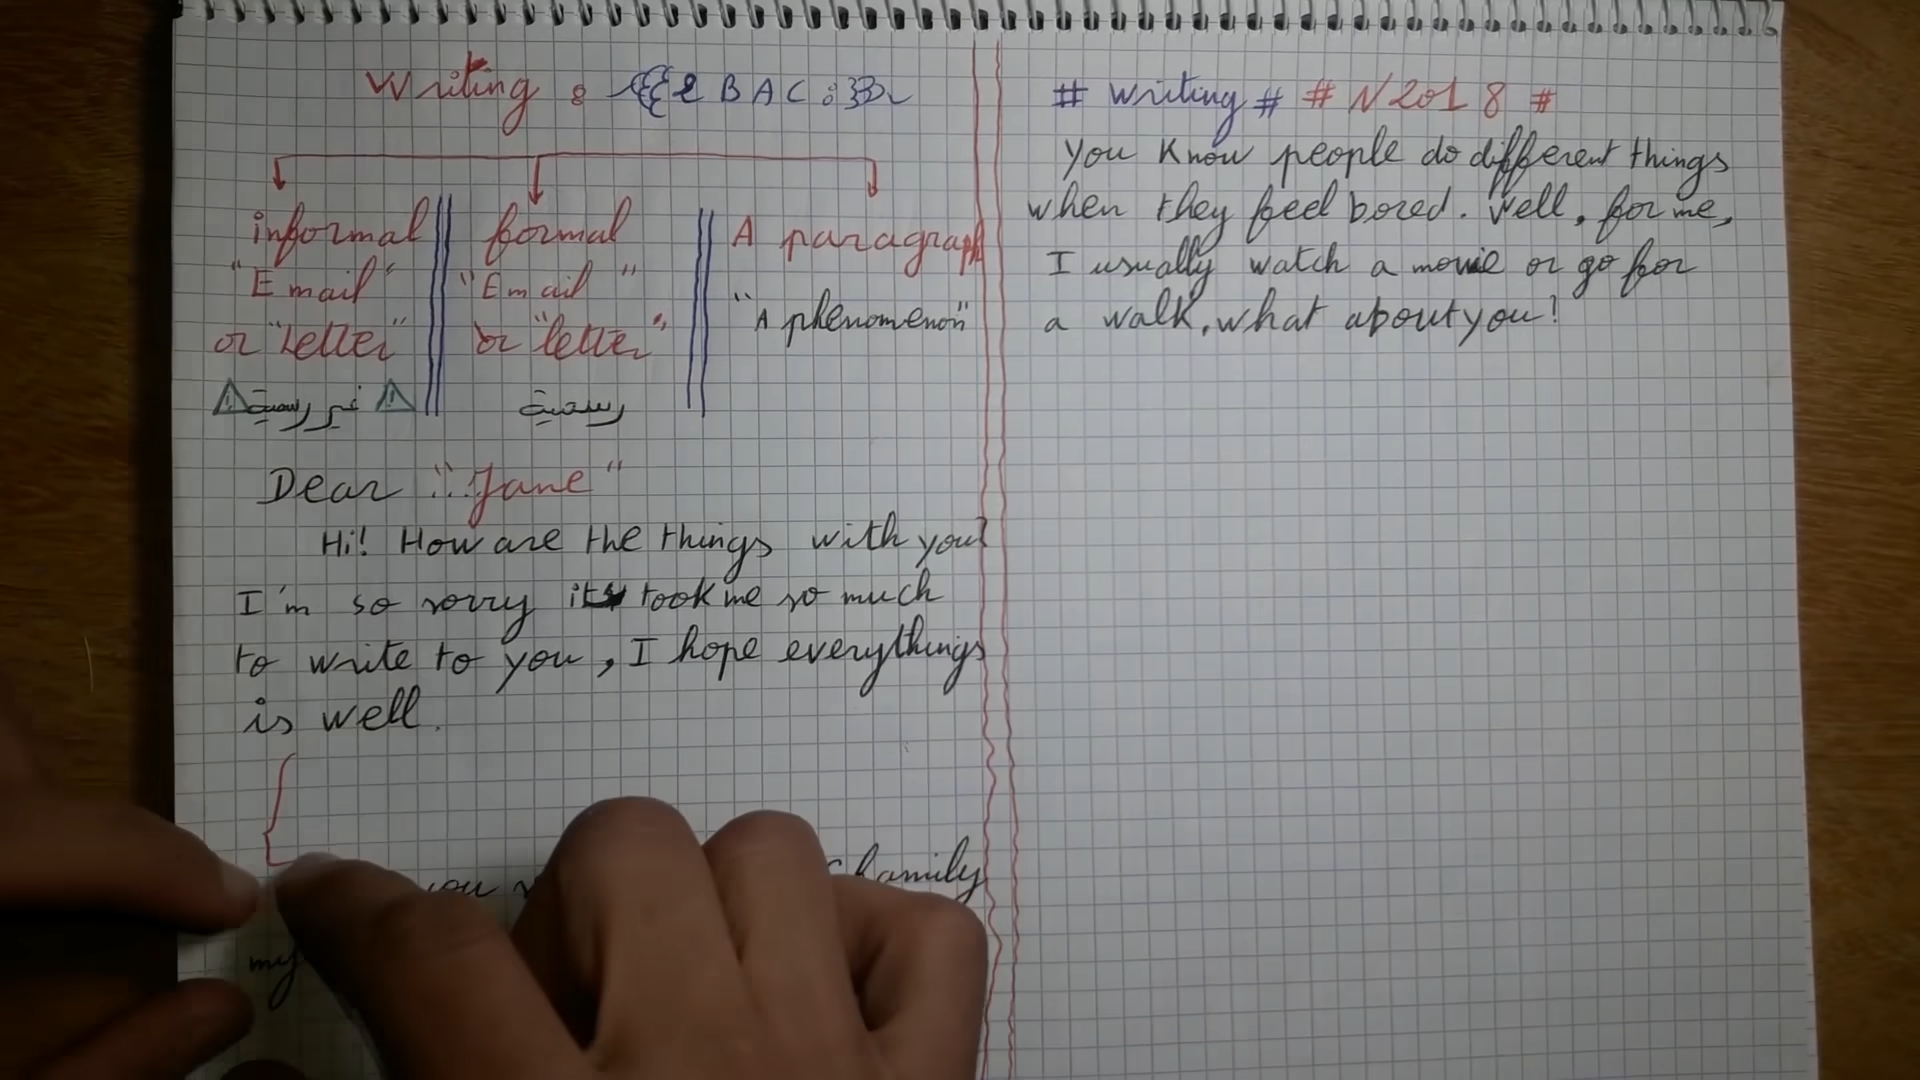 Writing : {{{ 2 BAC : }}}
informal
"Email"
or "letter"
غير رسمية
formal
"Email"
or "letter"
رسمية
A paragraph
"A phenomenon"
Dear "Jane"
Hi! How are the things with you?
I'm so sorry it took me so much
to write to you, I hope everythings
is well.
you
family
my
# Writing # # N2018 #
You know people do different things
when they feel bored. Well, for me,
I usually watch a movie or go for
a walk, what about you!